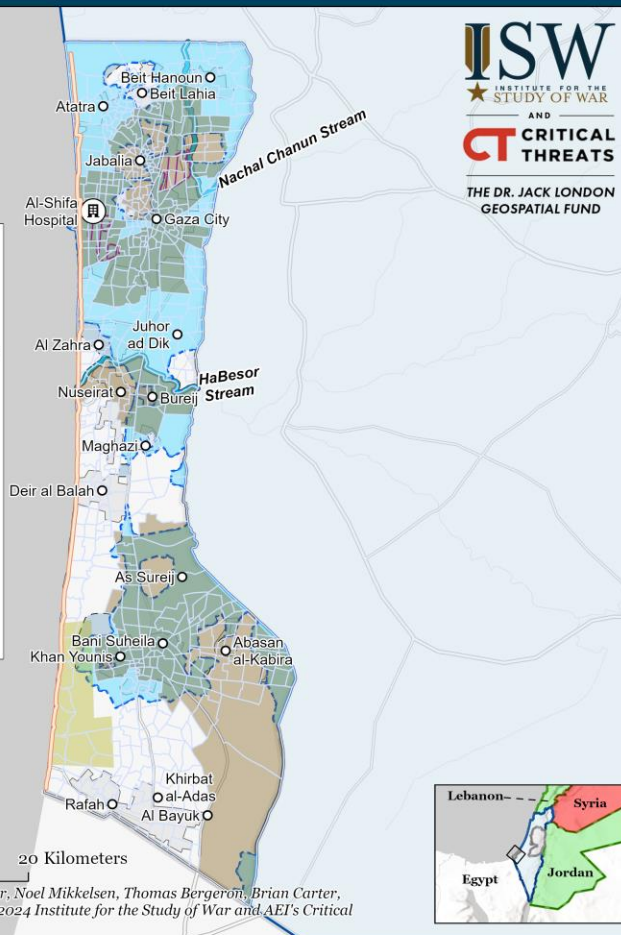 ISW
INSTITUTE FOR THE
STUDY OF WAR
AND
CT CRITICAL
THREATS
THE DR. JACK LONDON
GEOSPATIAL FUND
Beit Hanoun
Beit Lahia
Atatra
Nachal Chanun Stream
Jabalia
Al-Shifa
Hospital
Gaza City
Juhor
ad Dik
Al Zahra
HaBesor
Stream
Nuseirat
Bureij
Maghazi
Deir al Balah
As Sureij
Bani Suheila
Abasan
al-Kabira
Khan Younis
Khirbat
al-Adas
Rafah
Al Bayuk
Lebanon
Syria
Egypt
Jordan
20 Kilometers
r, Noel Mikkelsen, Thomas Bergeron, Brian Carter,
2024 Institute for the Study of War and AEI's Critical